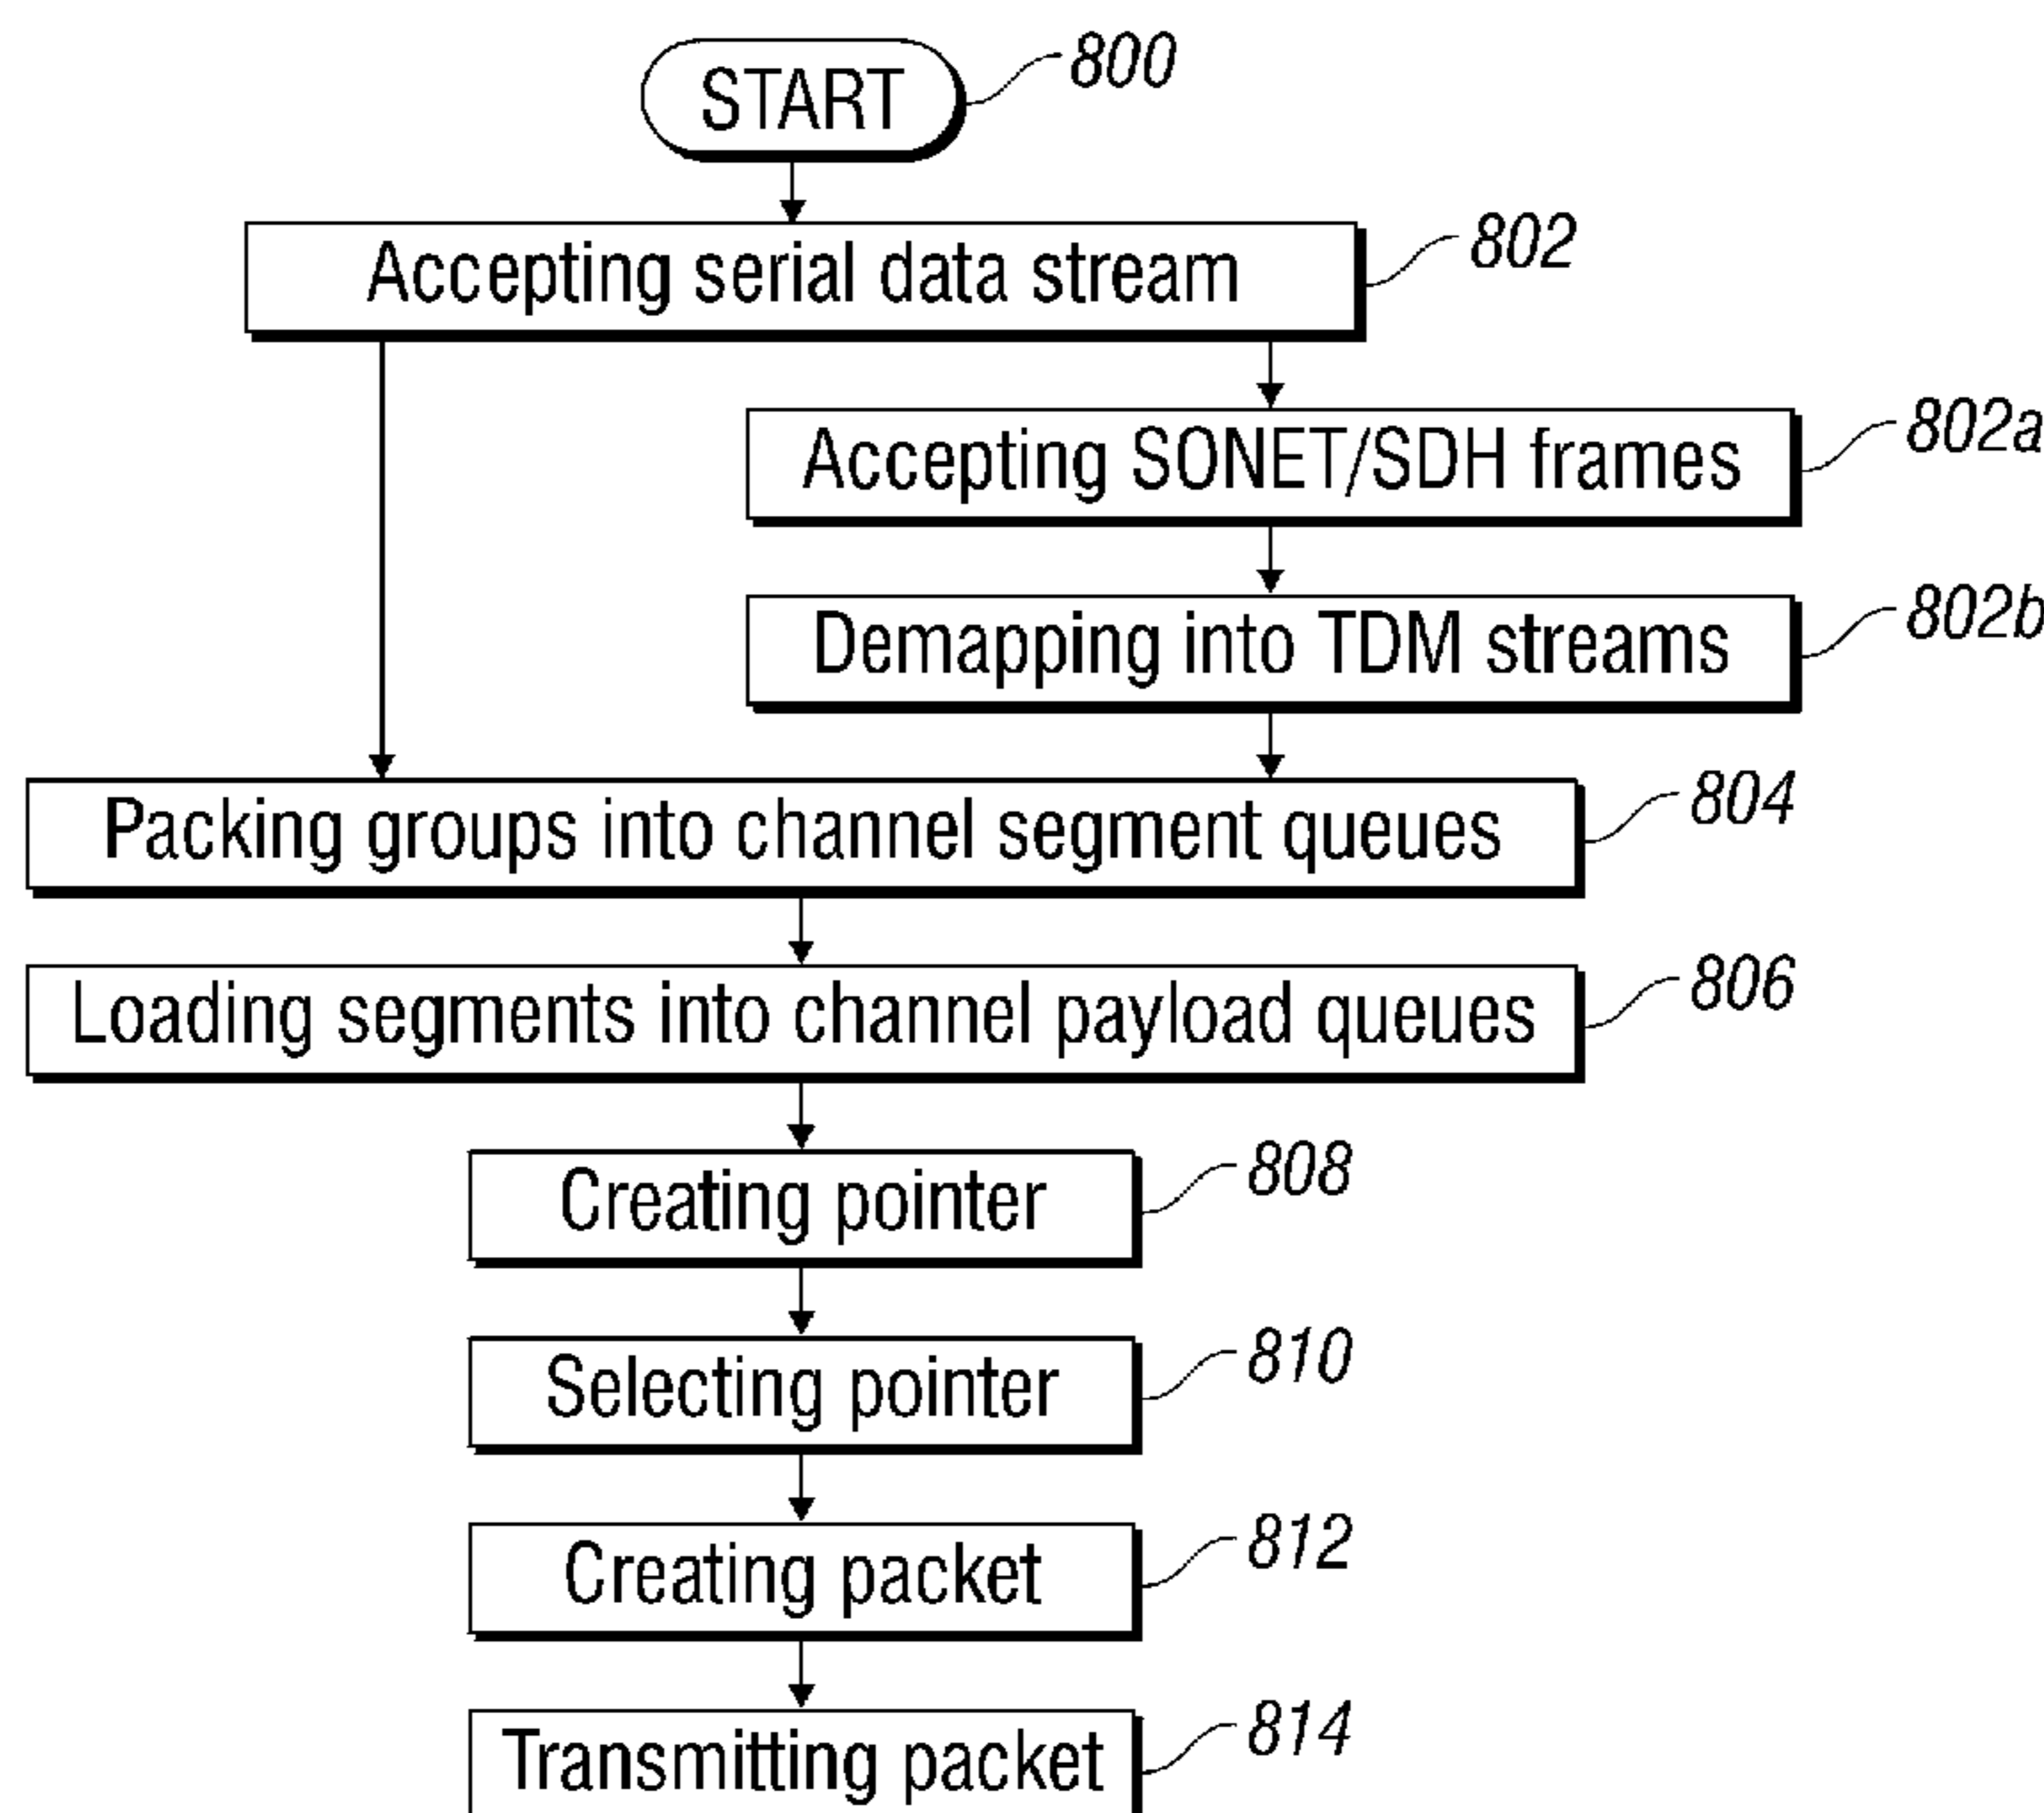 START
800
Accepting serial data stream
802
Accepting SONET/SDH frames
802a
Demapping into TDM streams
802b
Packing groups into channel segment queues
804
Loading segments into channel payload queues
806
Creating pointer
808
Selecting pointer
810
Creating packet
812
Transmitting packet
814